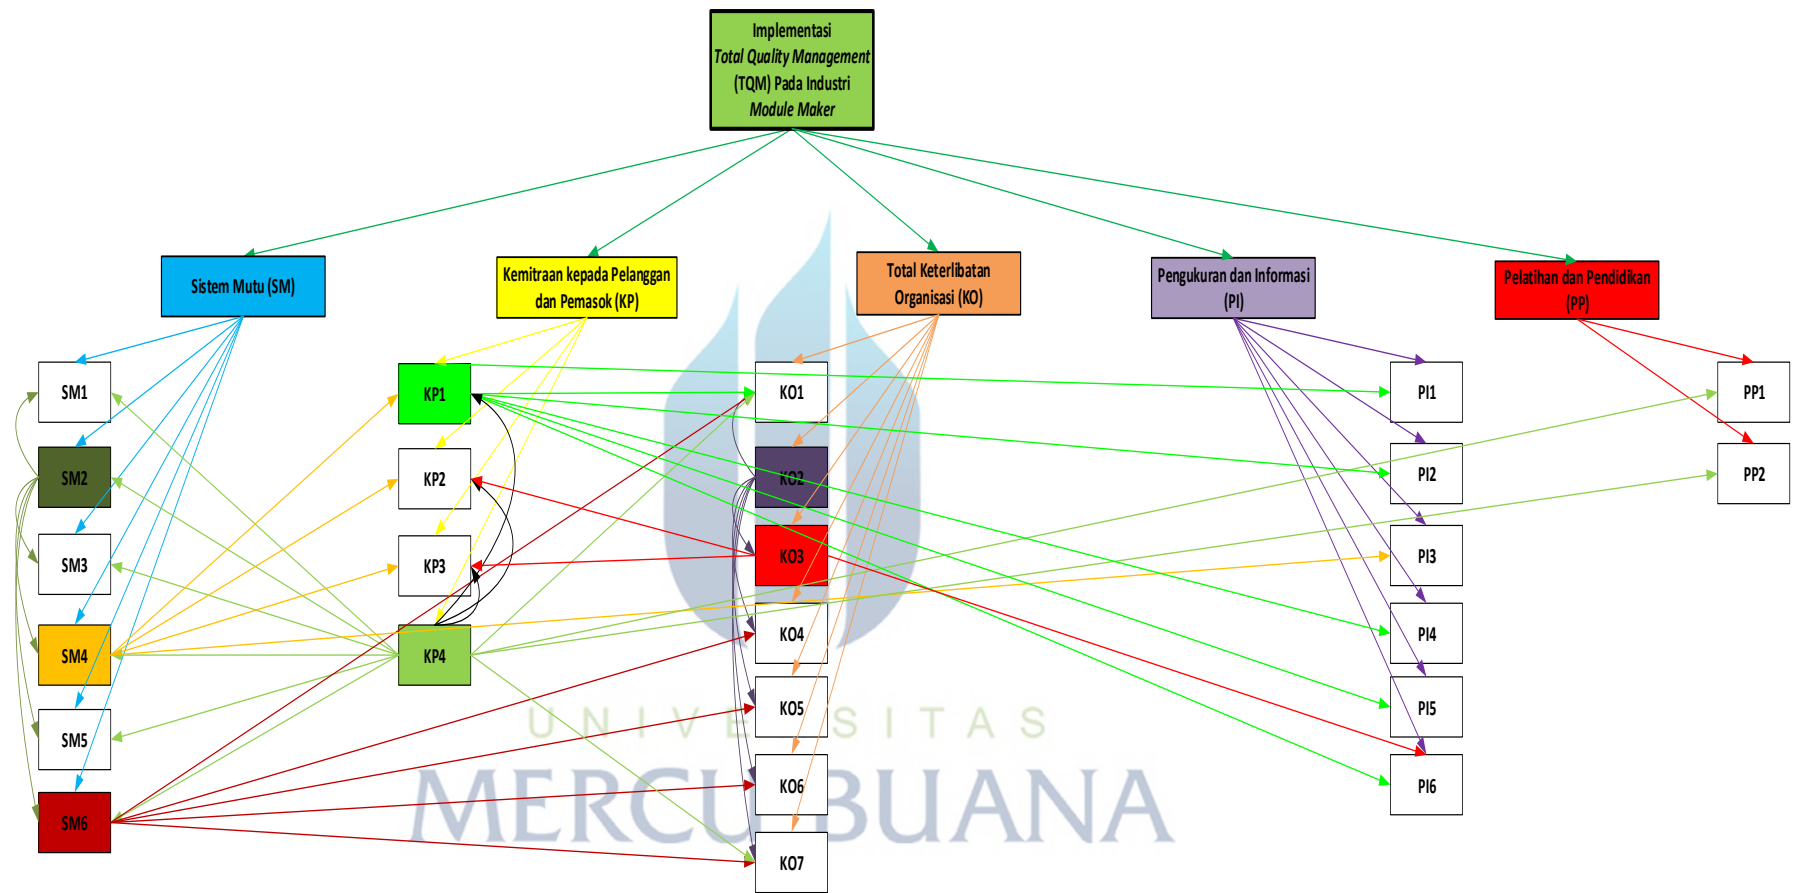 Implementasi
Total Quality Management
(TQM) Pada Industri
Module Maker
Sistem Mutu (SM)
Kemitraan kepada Pelanggan
dan Pemasok (KP)
Total Keterlibatan
Organisasi (KO)
Pengukuran dan Informasi
(PI)
Pelatihan dan Pendidikan
(PP)
SM1
KP1
KO1
PI1
PP1
SM2
KP2
KO2
PI2
PP2
SM3
KP3
KO3
PI3
SM4
KP4
KO4
PI4
SM5
KO5
PI5
SM6
KO6
PI6
KO7
UNIVERSITAS
MERCU BUANA